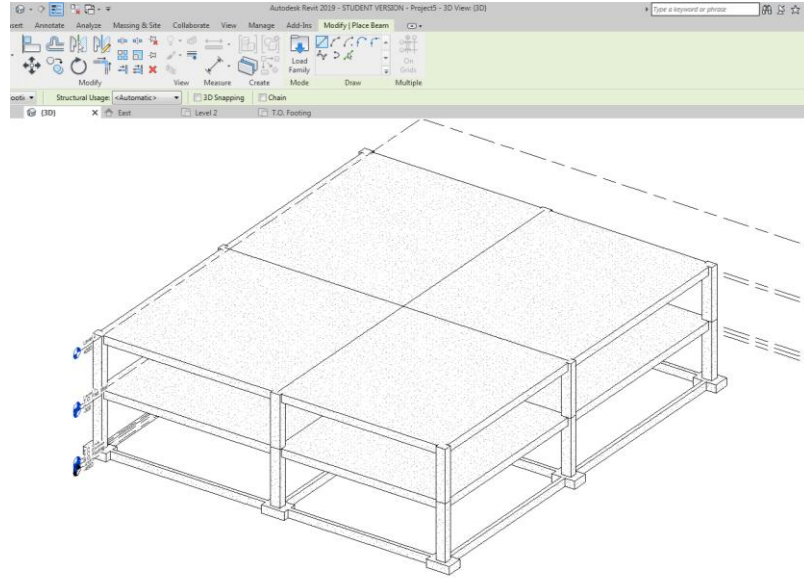 Autodesk Revit 2019 - STUDENT VERSION - Project5 - 3D View: {3D}
Type a keyword or phrase
Annotate Analyze Massing & Site Collaborate View Manage Add-Ins Modify | Place Beam
Load Family
On Grids
Modify View Measure Create Mode Draw Multiple
Structural Usage: <Automatic> 3D Snapping Chain
{3D} X East Level 2 T.O. Footing